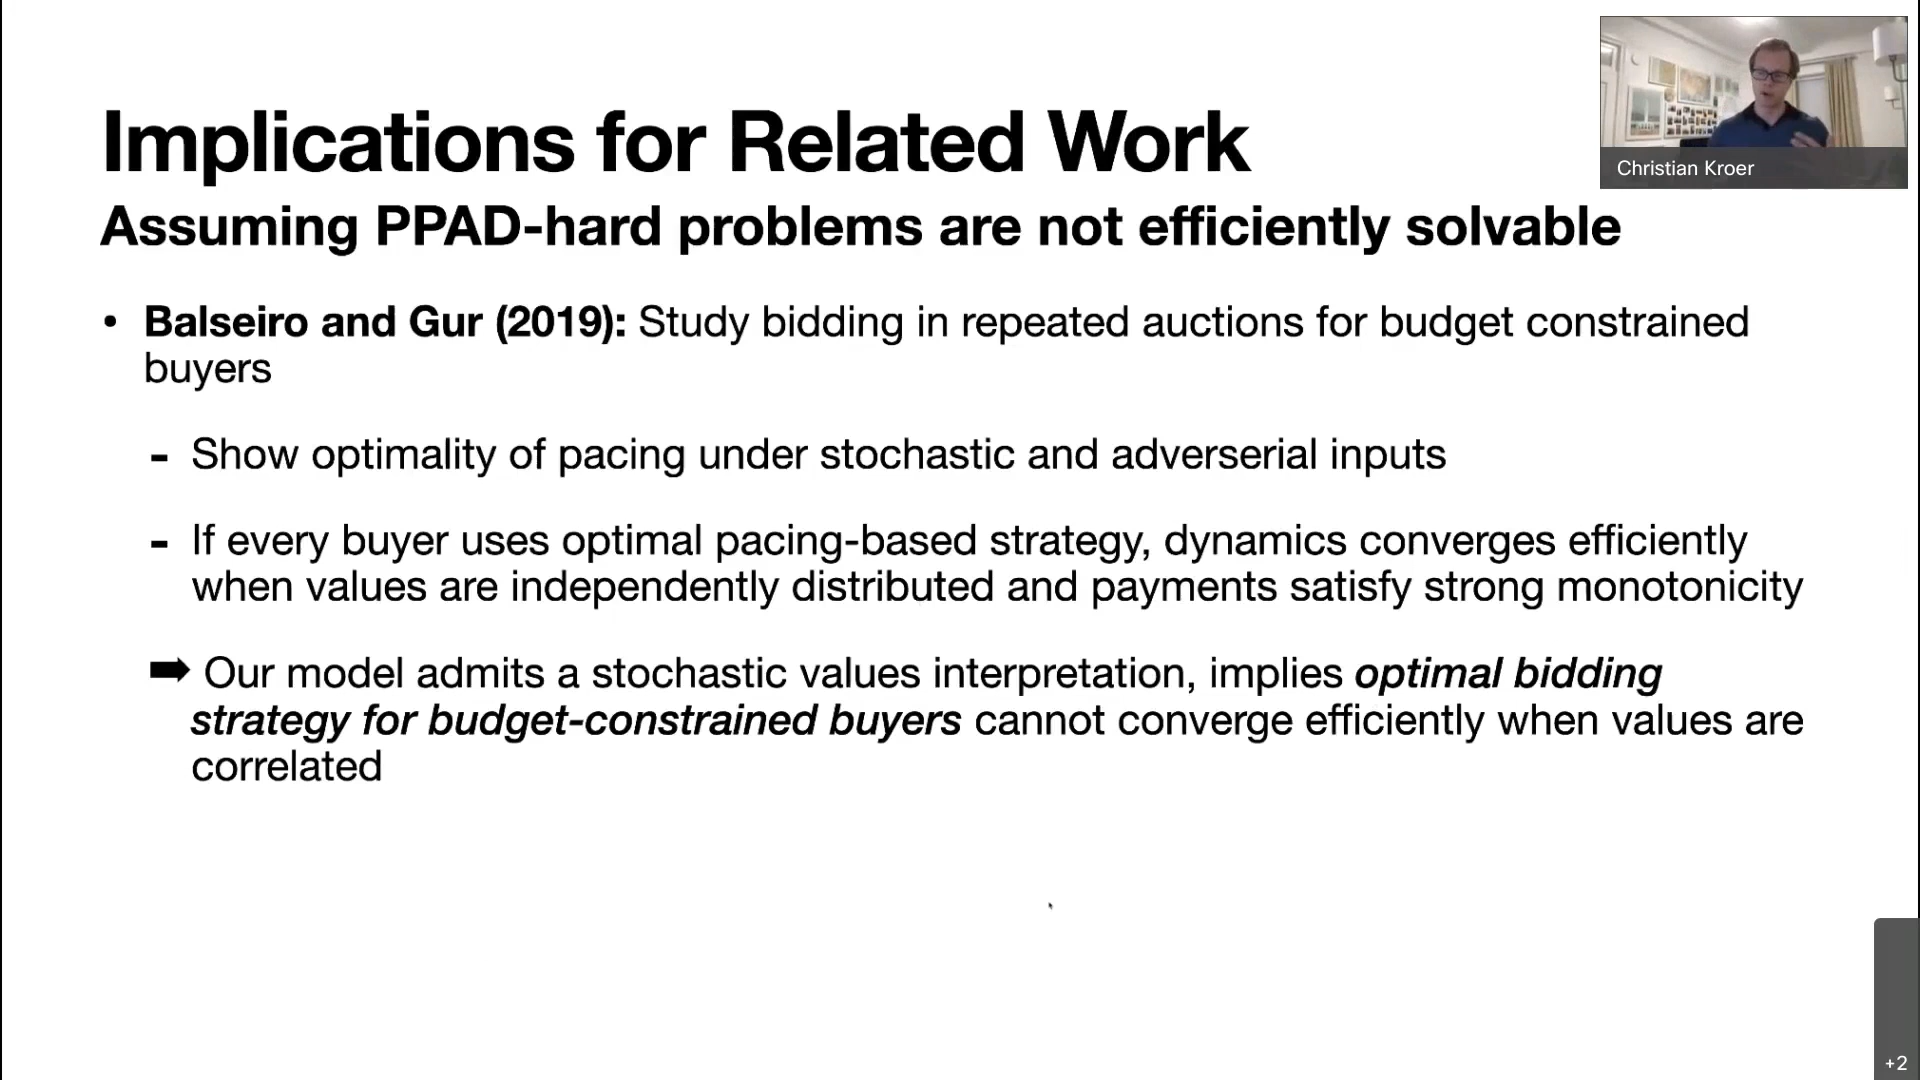 Implications for Related Work
Christian Kroer
Assuming PPAD-hard problems are not efficiently solvable
• Balseiro and Gur (2019): Study bidding in repeated auctions for budget constrained
buyers
- Show optimality of pacing under stochastic and adverserial inputs
- If every buyer uses optimal pacing-based strategy, dynamics converges efficiently
when values are independently distributed and payments satisfy strong monotonicity
➡ Our model admits a stochastic values interpretation, implies optimal bidding
strategy for budget-constrained buyers cannot converge efficiently when values are
correlated
+2